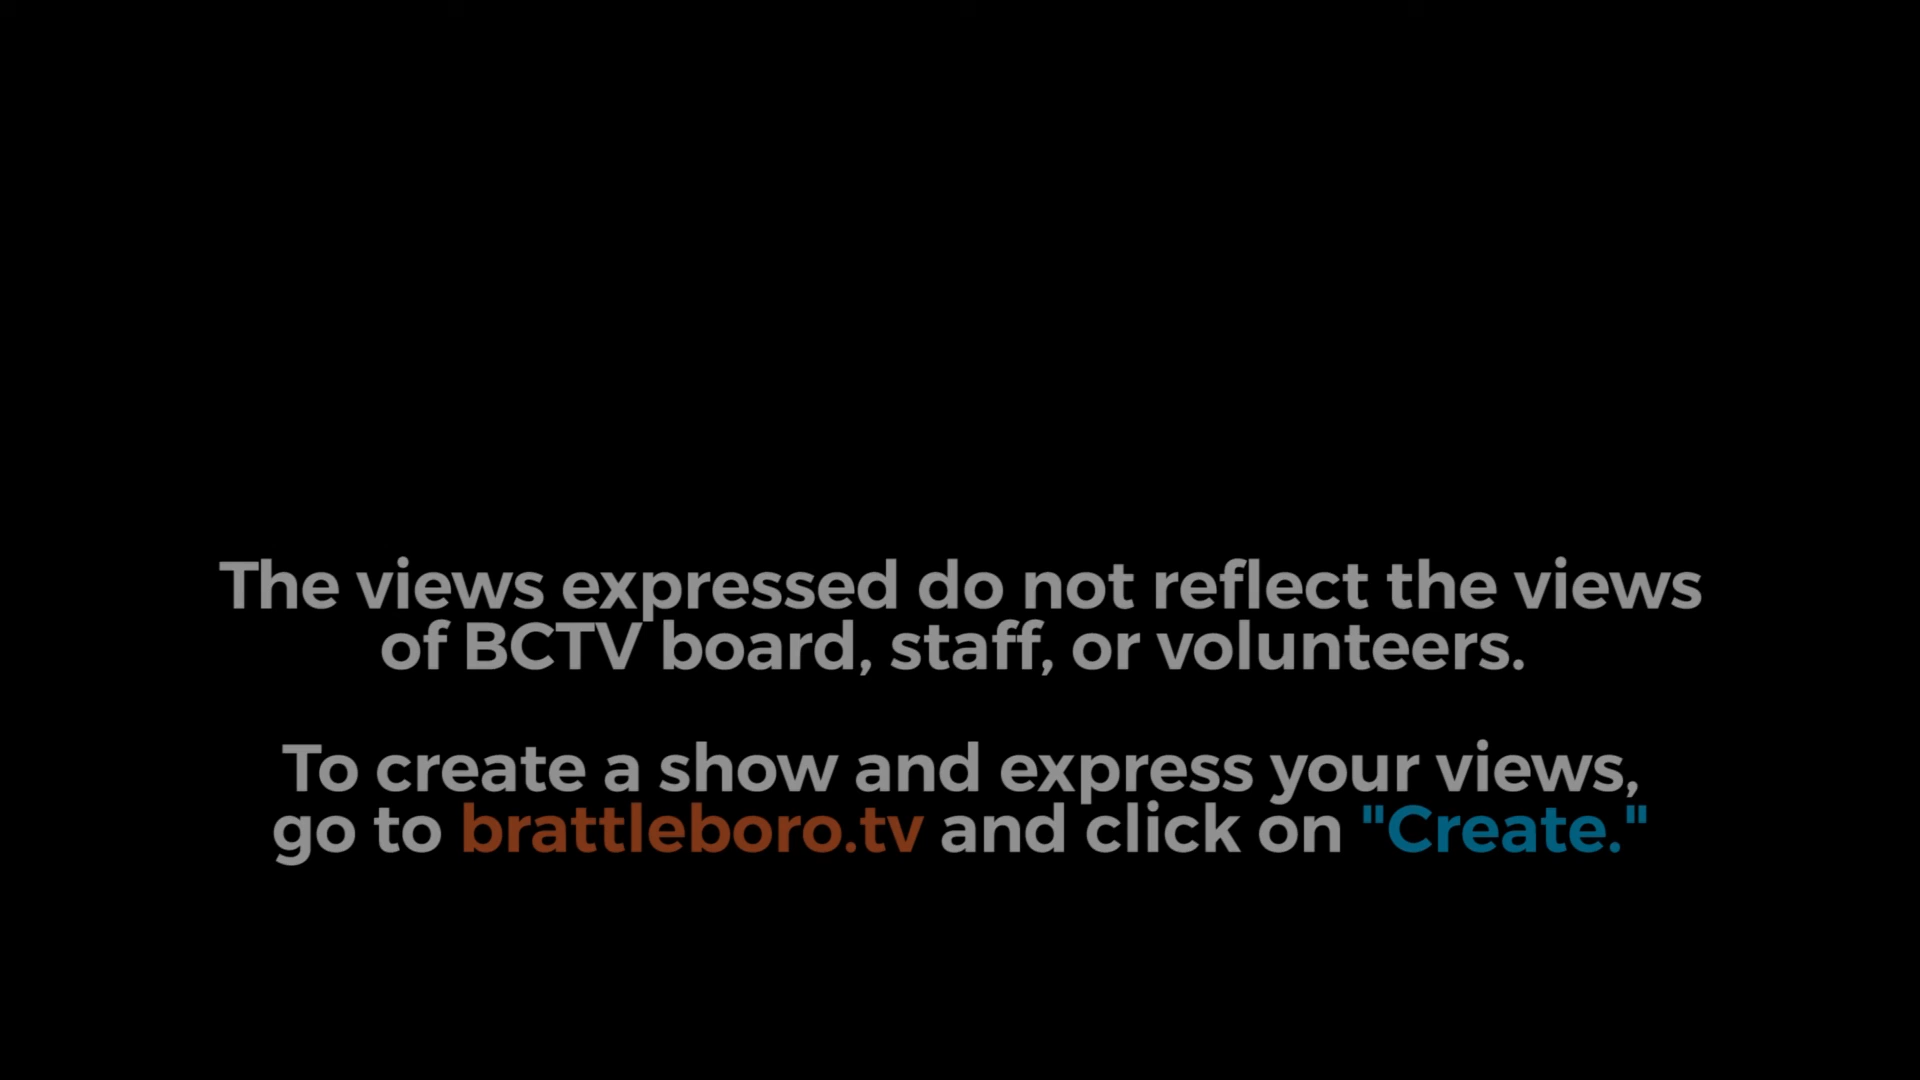 The views expressed do not reflect the views
of BCTV board, staff, or volunteers.
To create a show and express your views,
go to brattleboro.tv and click on "Create."